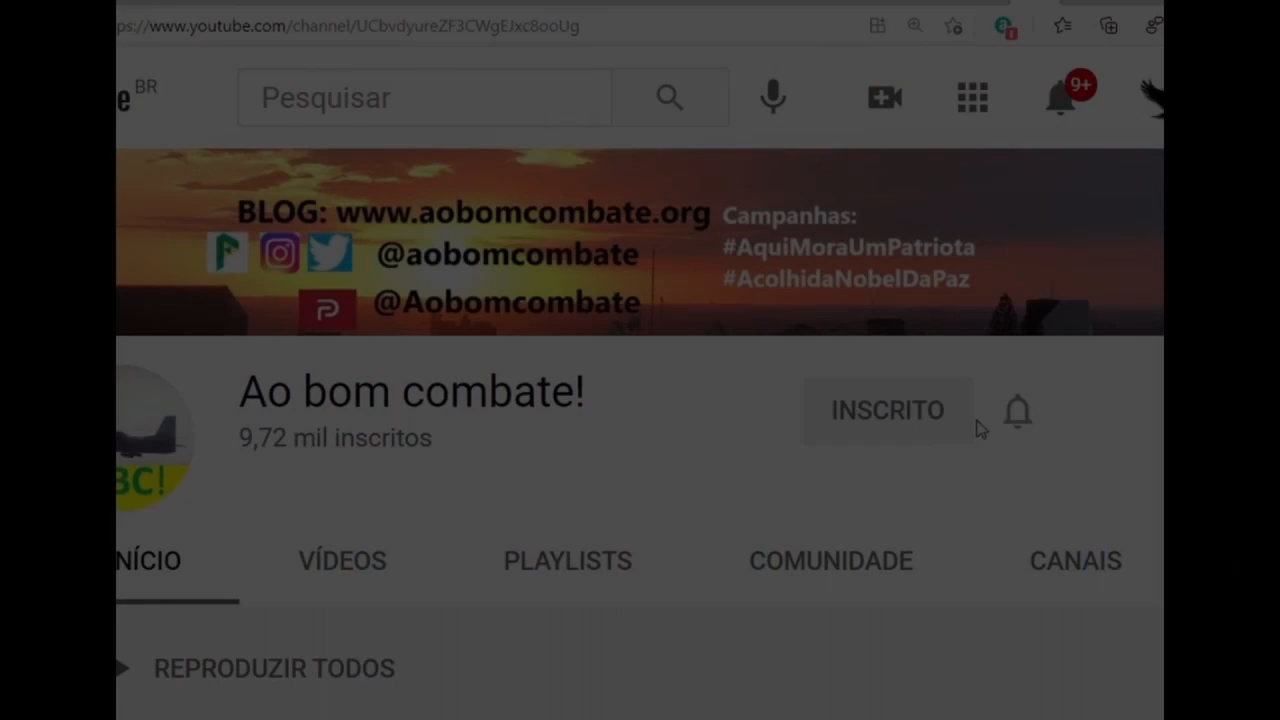 ps://www.youtube.com/channel/UCbvdyureZF3CWgEJxc8ooUg
e BR
Pesquisar
9+
BLOG: www.aobomcombate.org
Campanhas:
@aobomcombate
#AquiMoraUmPatriota
#AcolhidaNobelDaPaz
@Aobomcombate
Ao bom combate!
9,72 mil inscritos
INSCRITO
BC!
NÍCIO
VÍDEOS
PLAYLISTS
COMUNIDADE
CANAIS
REPRODUZIR TODOS